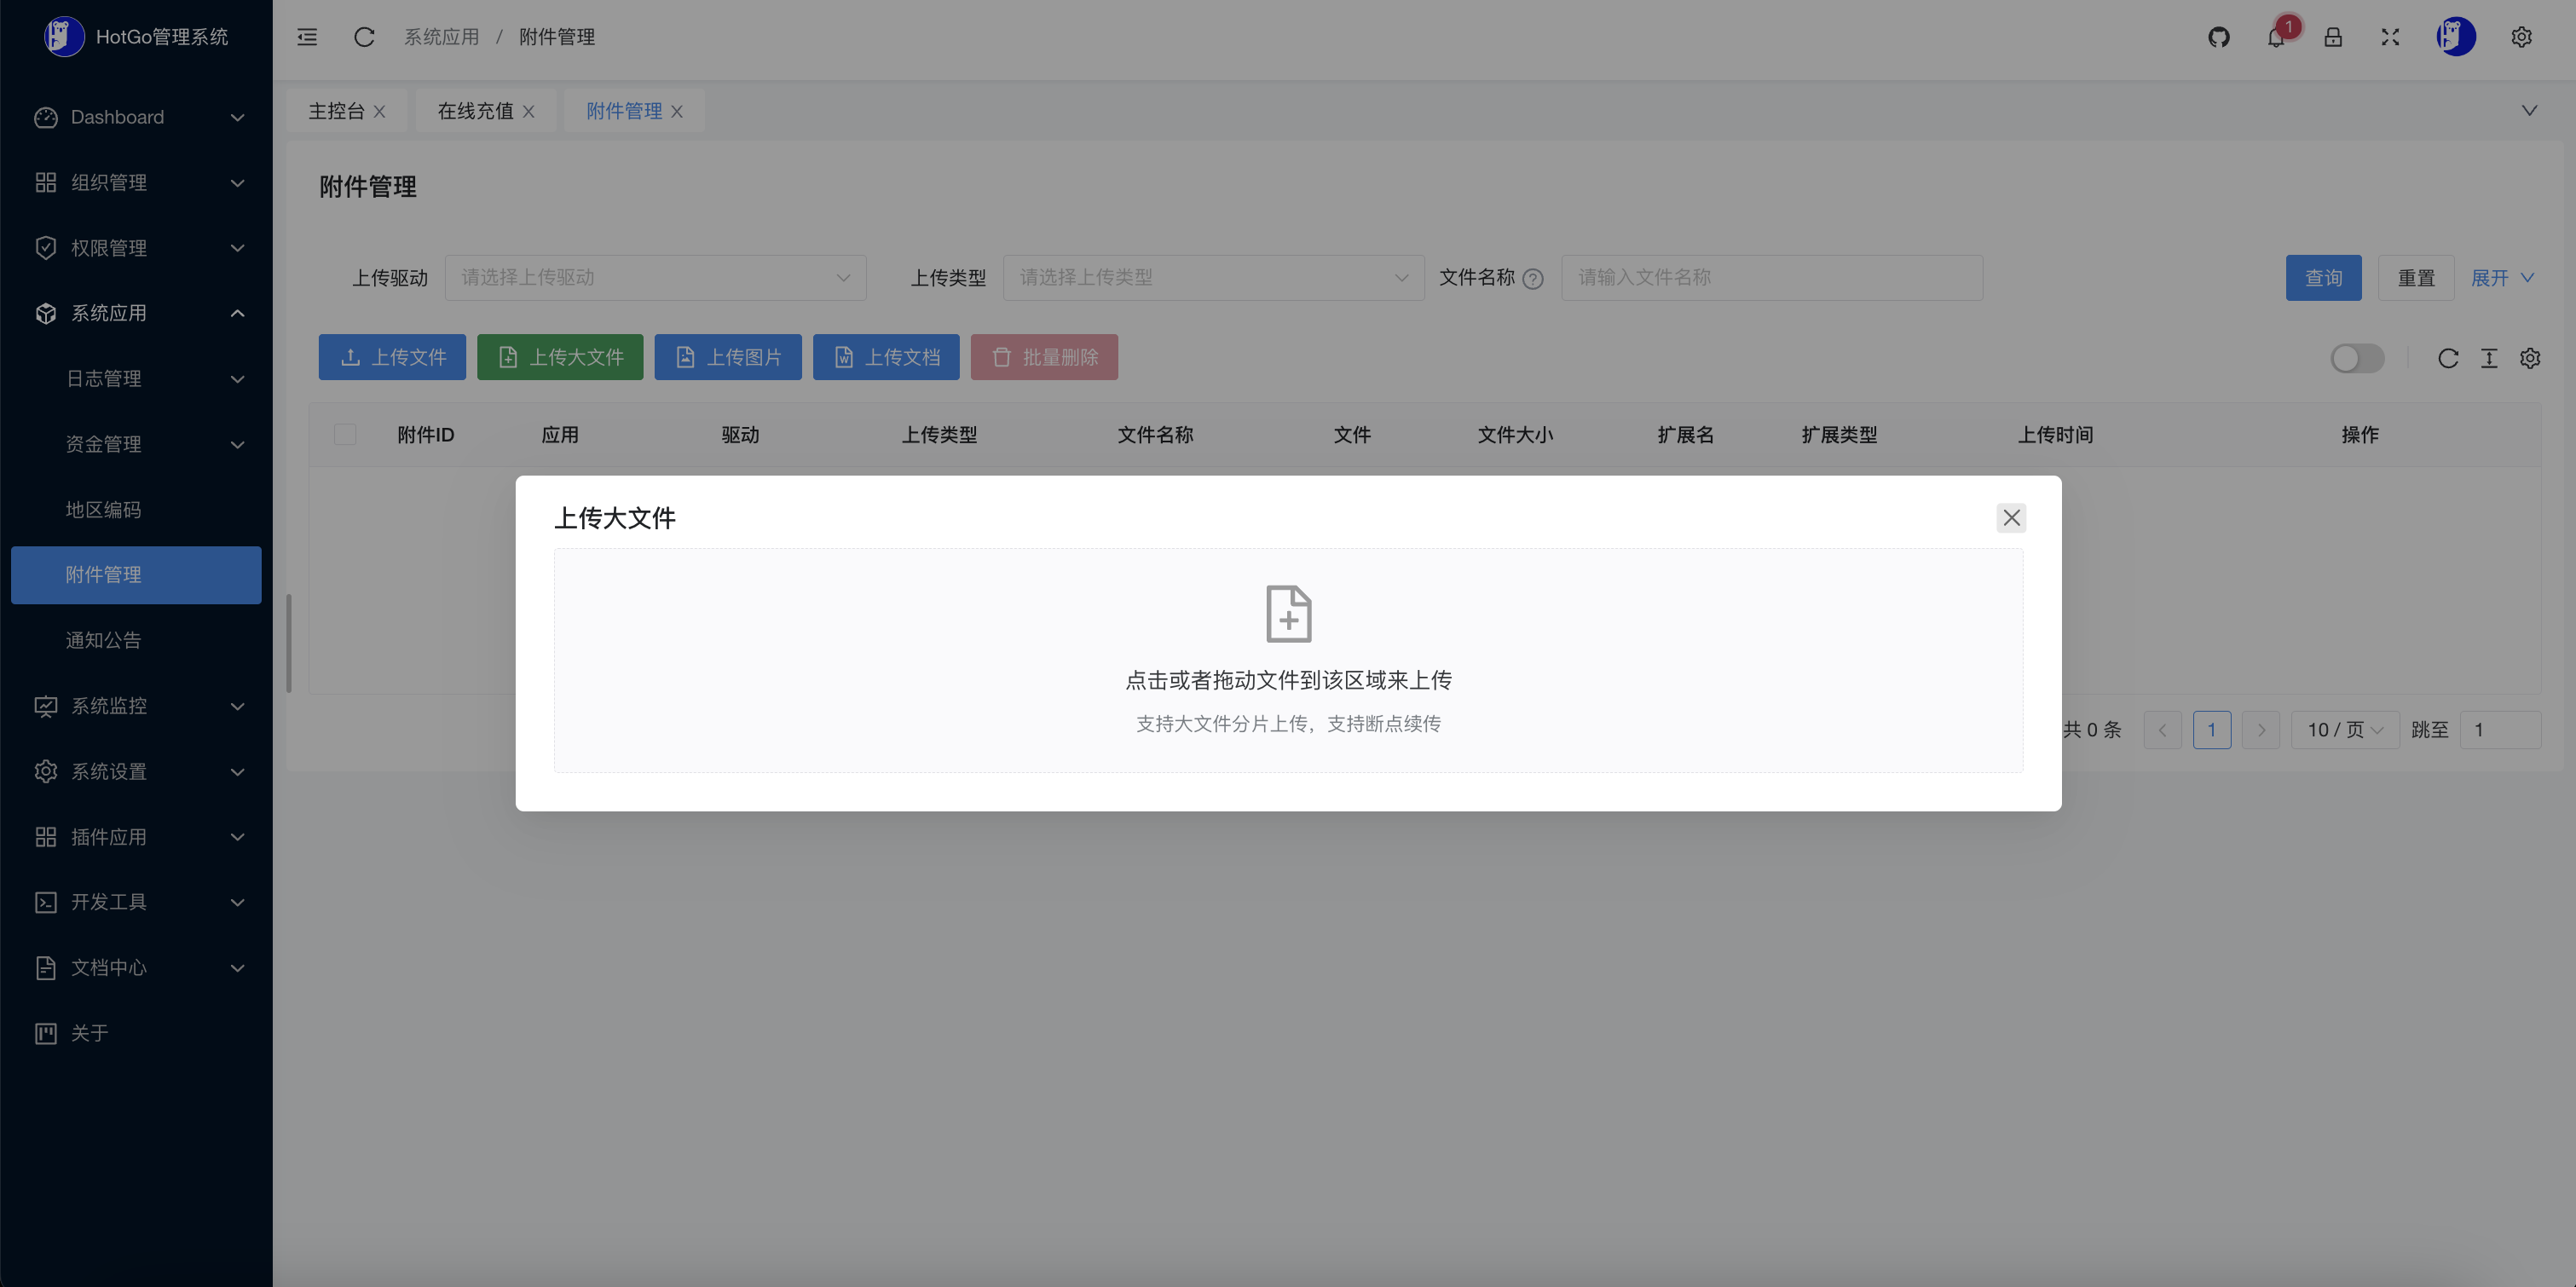 HotGo管理系统
系统应用 / 附件管理
1
Dashboard
组织管理
权限管理
系统应用
日志管理
资金管理
地区编码
附件管理
通知公告
系统监控
系统设置
插件应用
开发工具
文档中心
关于
主控台 在线充值 附件管理
附件管理
上传驱动 请选择上传驱动 上传类型 请选择上传类型 文件名称 请输入文件名称 查询 重置 展开
上传文件 上传大文件 上传图片 上传文档 批量删除
附件ID 应用 驱动 上传类型 文件名称 文件 文件大小 扩展名 扩展类型 上传时间 操作
上传大文件
点击或者拖动文件到该区域来上传
支持大文件分片上传，支持断点续传
共 0 条 1 10 / 页 跳至 1